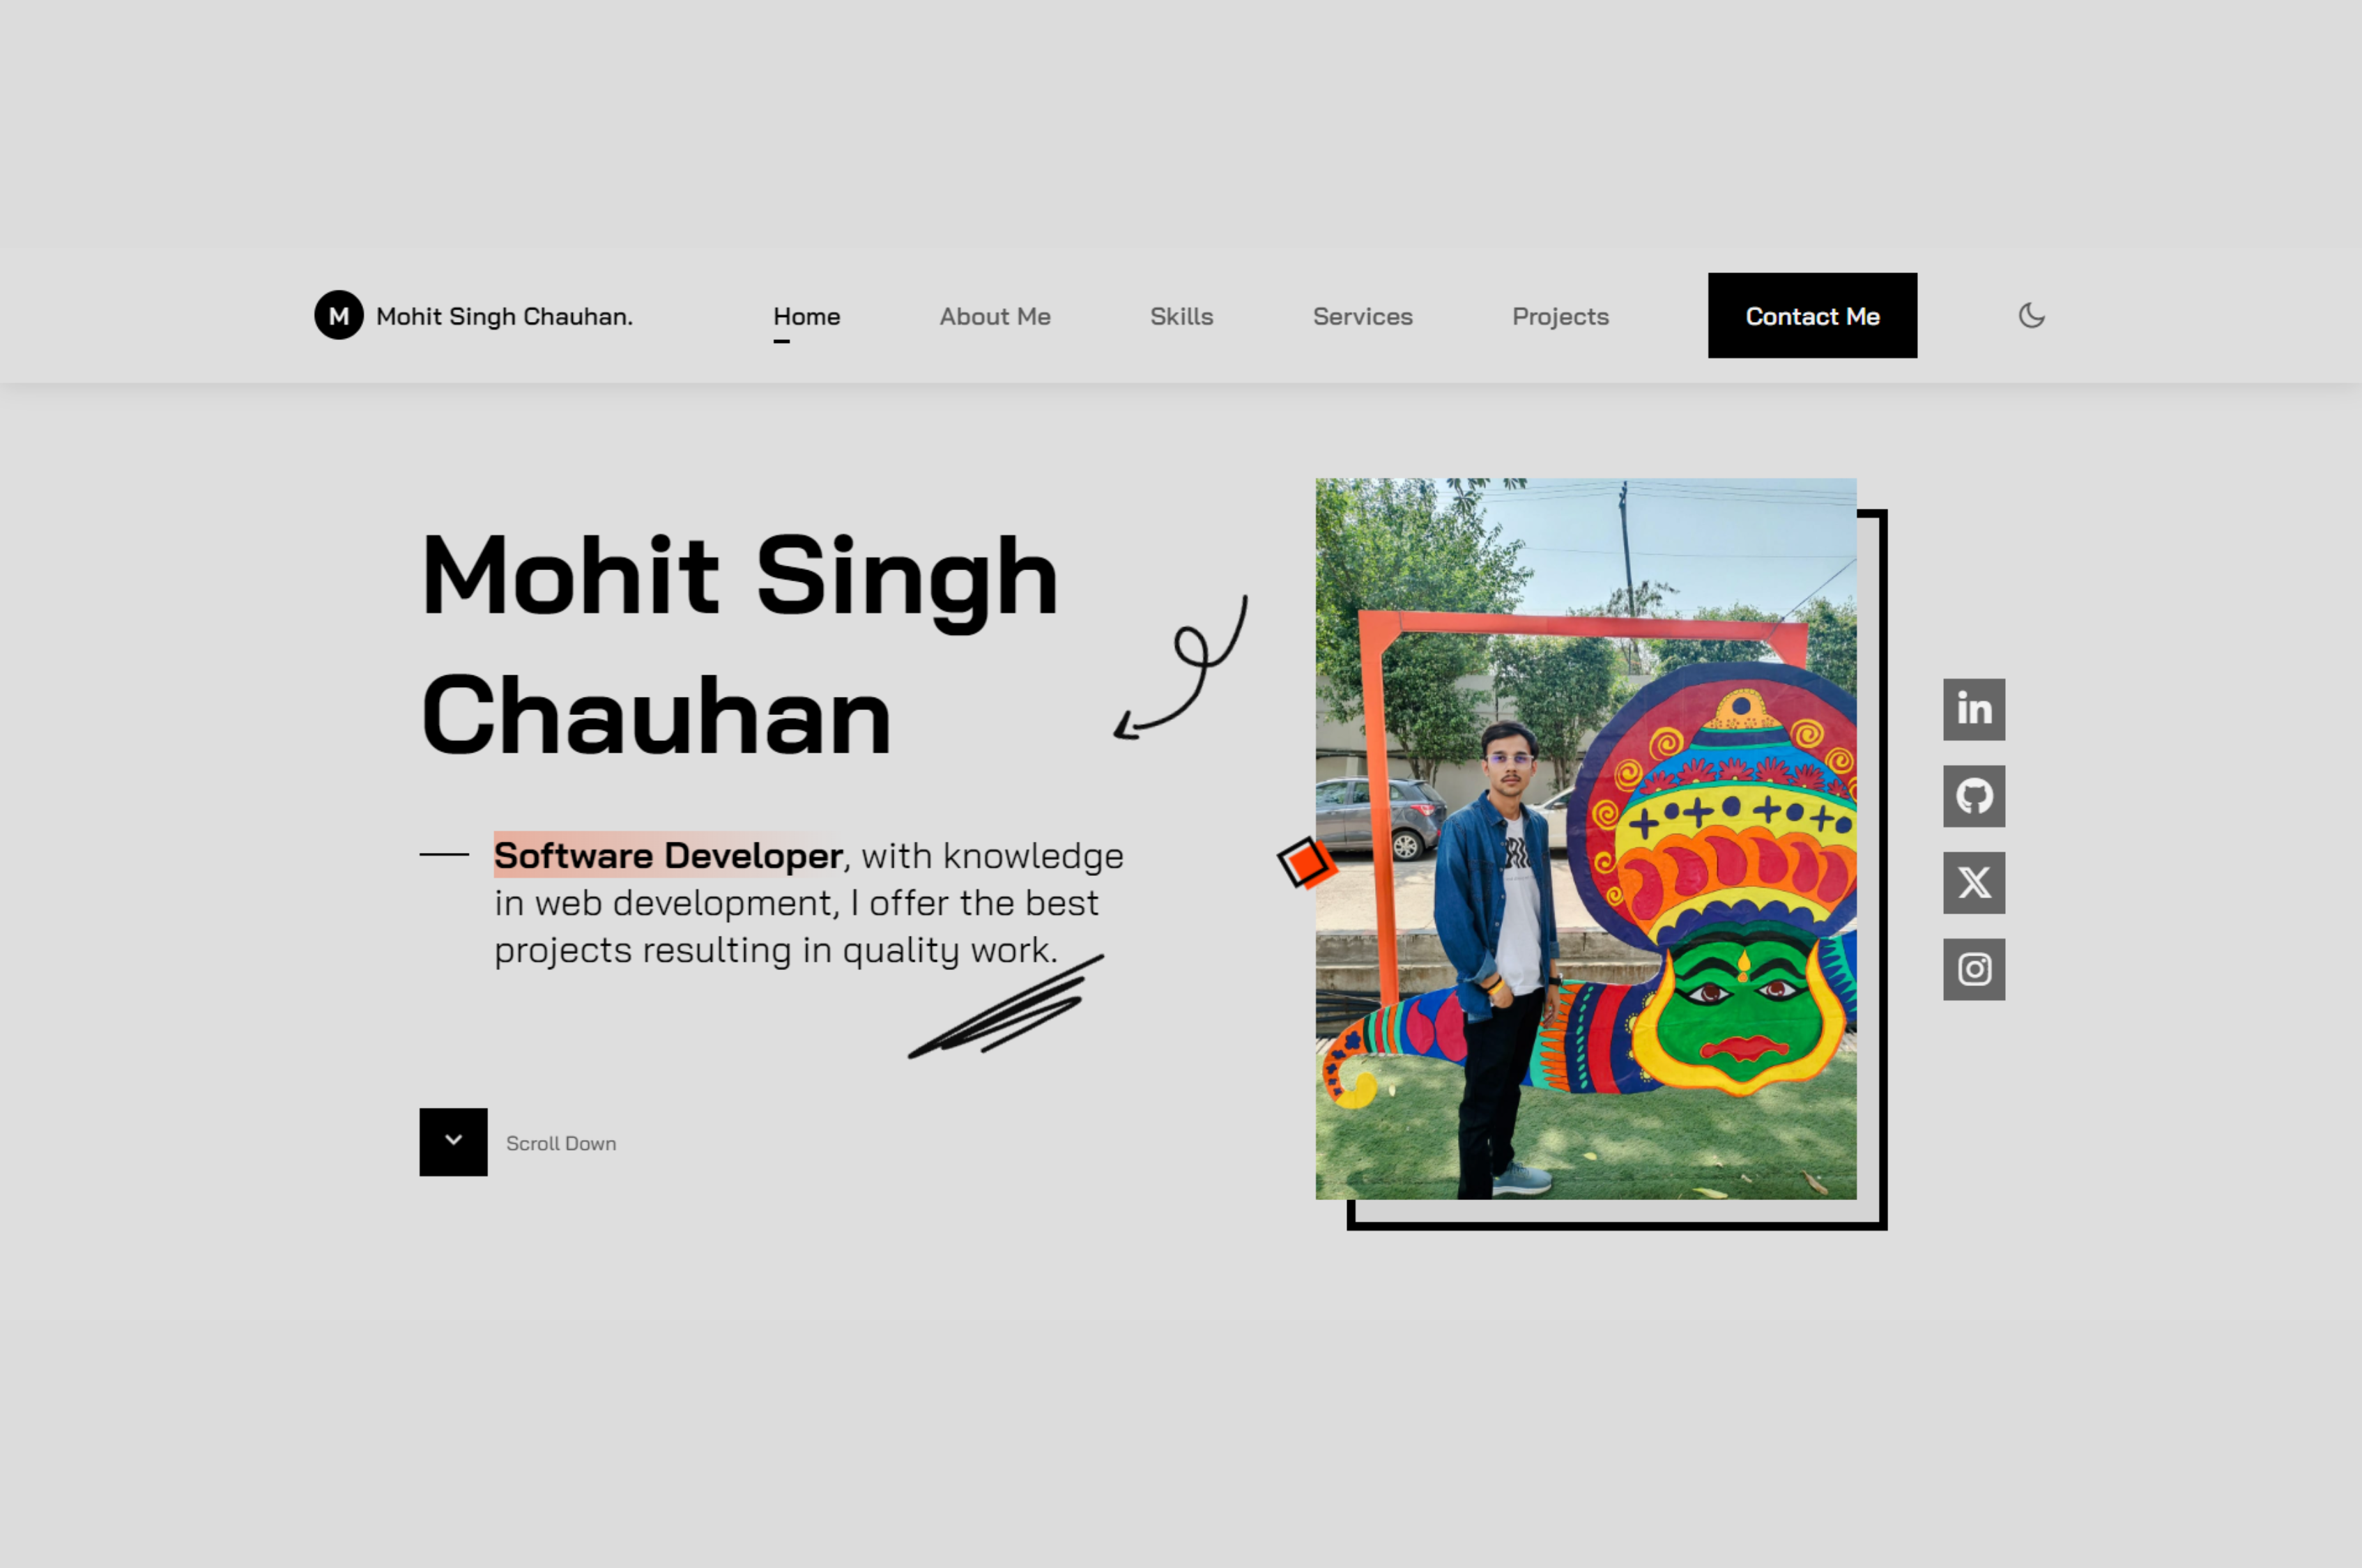 M Mohit Singh Chauhan.
Home
About Me
Skills
Services
Projects
Contact Me
Mohit Singh
Chauhan
Software Developer, with knowledge
in web development, I offer the best
projects resulting in quality work.
Scroll Down
in
X